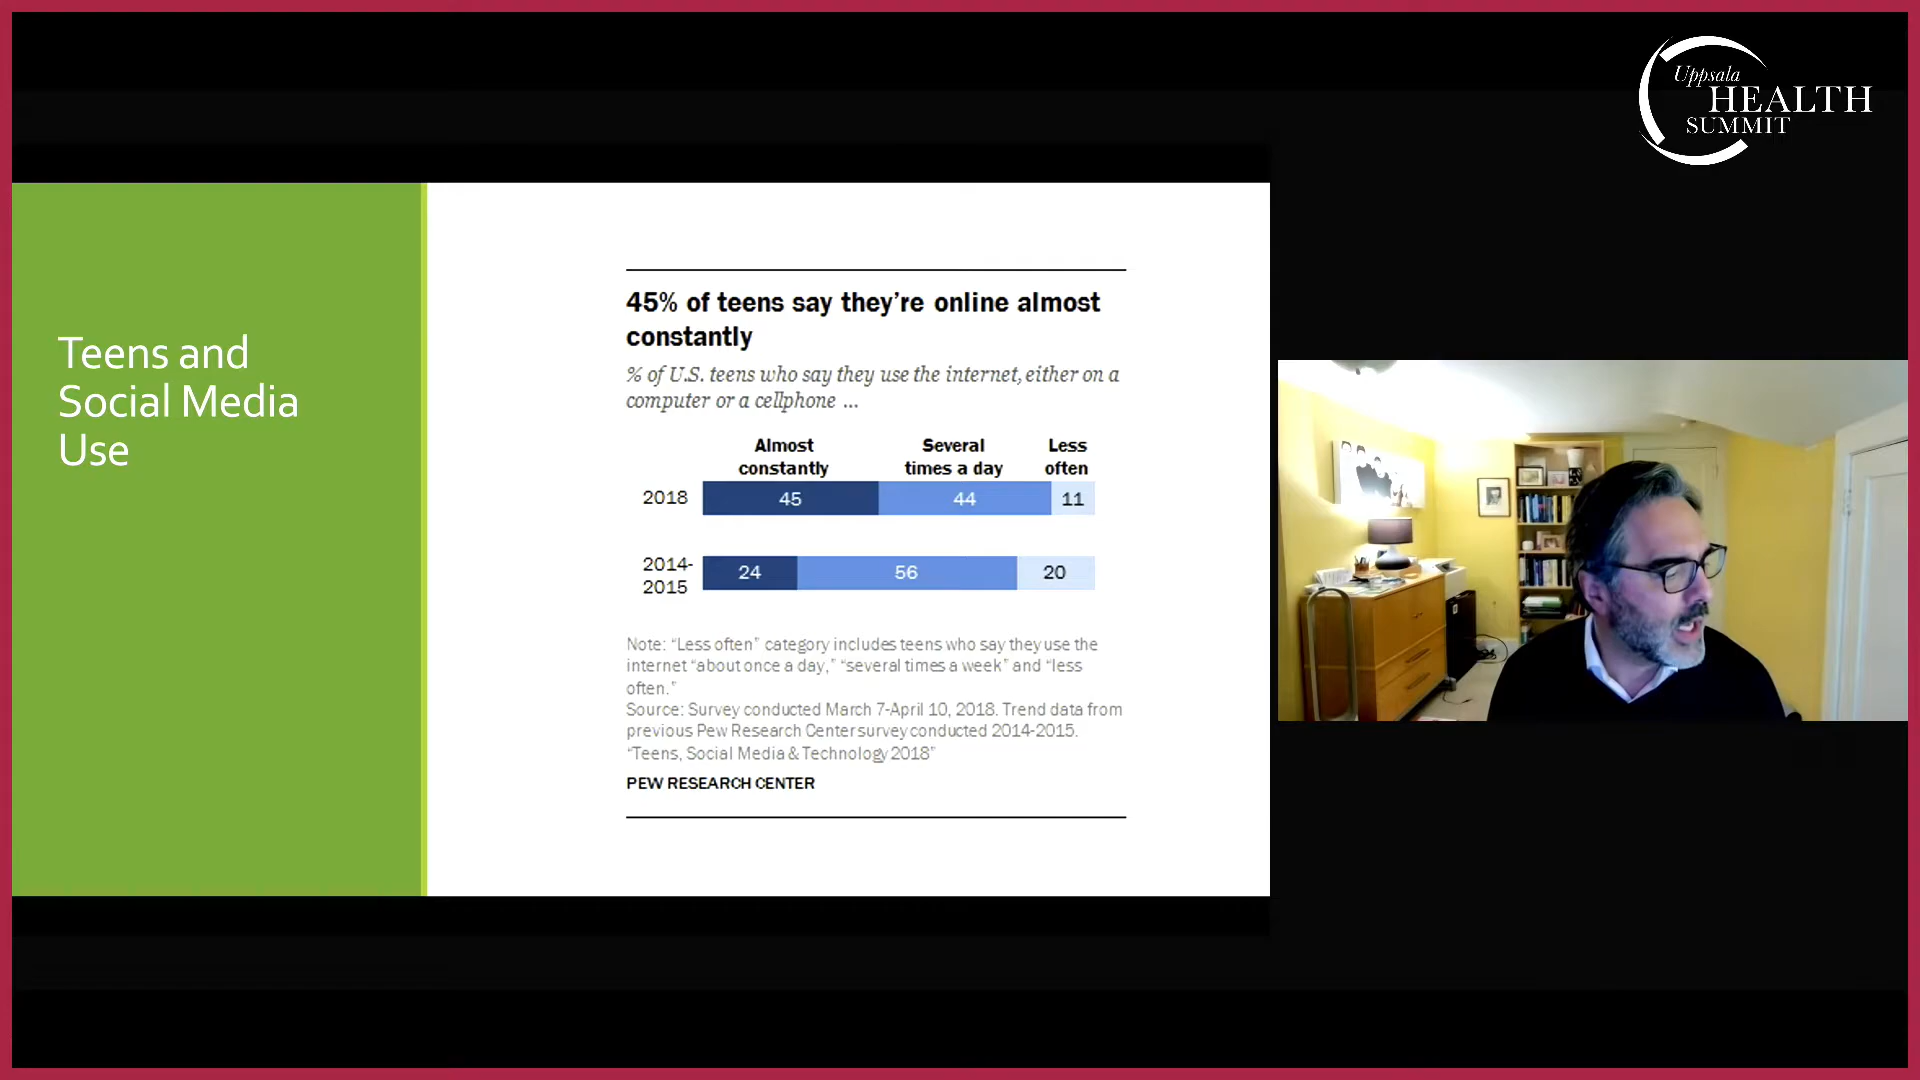 Uppsala
HEALTH
SUMMIT
Teens and
Social Media
Use
45% of teens say they’re online almost
constantly
% of U.S. teens who say they use the internet, either on a
computer or a cellphone ...
Almost constantly
Several times a day
Less often
2018 45 44 11
2014-2015 24 56 20
Note: “Less often” category includes teens who say they use the
internet “about once a day,” “several times a week” and “less
often.”
Source: Survey conducted March 7-April 10, 2018. Trend data from
previous Pew Research Center survey conducted 2014-2015.
“Teens, Social Media & Technology 2018”
PEW RESEARCH CENTER